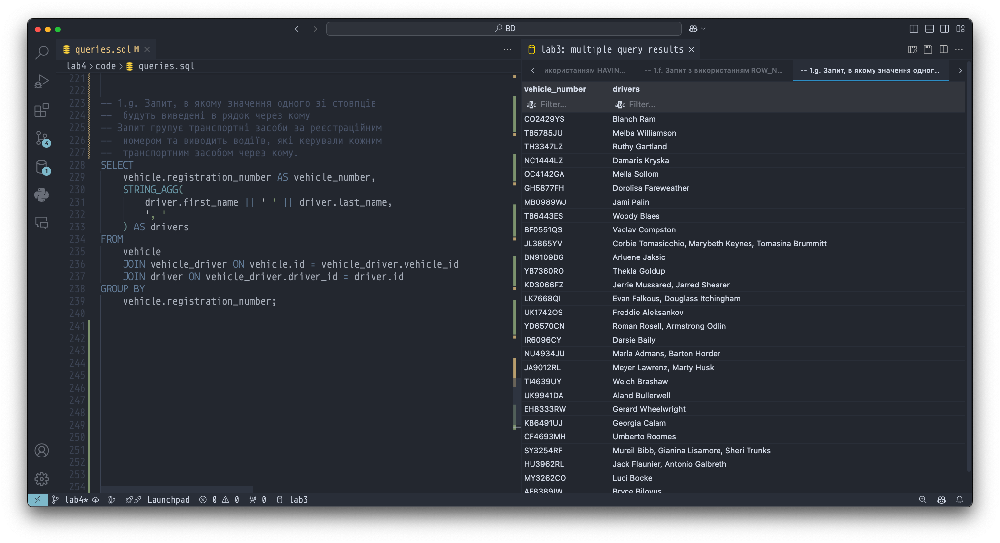 BD
queries.sql M
lab3: multiple query results
lab4 > code > queries.sql
икористанням HAVIN...
-- 1.f. Запит з використанням ROW_N...
-- 1.g. Запит, в якому значення одног...
221
222
223 -- 1.g. Запит, в якому значення одного зі стовпців
224 --  будуть виведені в рядок через кому
225 -- Запит групує транспортні засоби за реєстраційним
226 --  номером та виводить водіїв, які керували кожним
227 --  транспортним засобом через кому.
228 SELECT
229     vehicle.registration_number AS vehicle_number,
230     STRING_AGG(
231         driver.first_name || ' ' || driver.last_name,
232         ', '
233     ) AS drivers
234 FROM
235     vehicle
236     JOIN vehicle_driver ON vehicle.id = vehicle_driver.vehicle_id
237     JOIN driver ON vehicle_driver.driver_id = driver.id
238 GROUP BY
239     vehicle.registration_number;
240
241
242
243
244
245
246
247
248
249
250
251
252
253
254
4
1
vehicle_number drivers
abc Filter... abc Filter...
CO2429YS Blanch Ram
TB5785JU Melba Williamson
TH3347LZ Ruthy Gartland
NC1444LZ Damaris Kryska
OC4142GA Mella Sollom
GH5877FH Dorolisa Fareweather
MB0989WJ Jami Palin
TB6443ES Woody Blaes
BF0551QS Vaclav Compston
JL3865YV Corbie Tomasicchio, Marybeth Keynes, Tomasina Brummitt
BN9109BG Arluene Jaksic
YB7360RO Thekla Goldup
KD3066FZ Jerrie Mussared, Jarred Shearer
LK7668QI Evan Falkous, Douglass Itchingham
UK1742OS Freddie Aleksankov
YD6570CN Roman Rosell, Armstrong Odlin
IR6096CY Darsie Baily
NU4934JU Marla Admans, Barton Horder
JA9012RL Meyer Lawrenz, Marty Husk
TI4639UY Welch Brashaw
UK9941DA Aland Bullerwell
EH8333RW Gerard Wheelwright
KB6491UJ Georgia Calam
CF4693MH Umberto Roomes
SY3254RF Mureil Bibb, Gianina Lisamore, Sheri Trunks
HU3962RL Jack Flaunier, Antonio Galbreth
MY3262CO Luci Bocke
AF8389IW Bryce Bilovus
lab4* Launchpad 0 0 0 lab3